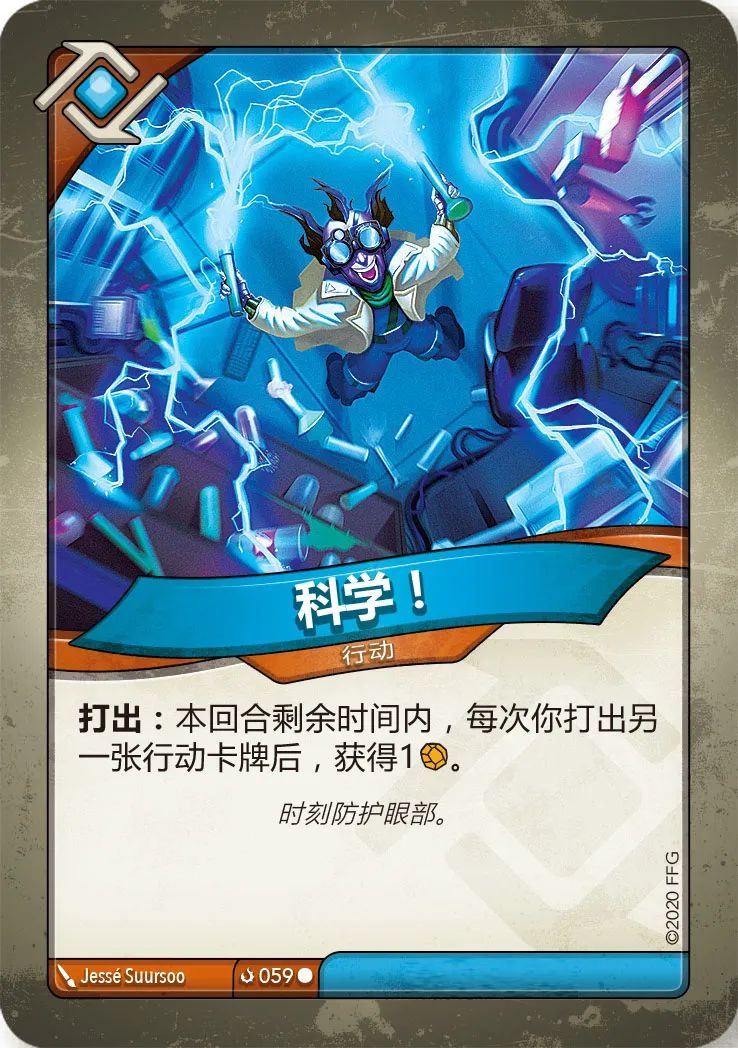 科学！
行动
打出：本回合剩余时间内，每次你打出另
一张行动卡牌后，获得1。
时刻防护眼部。
©2020 FFG
Jessé Suursoo
059